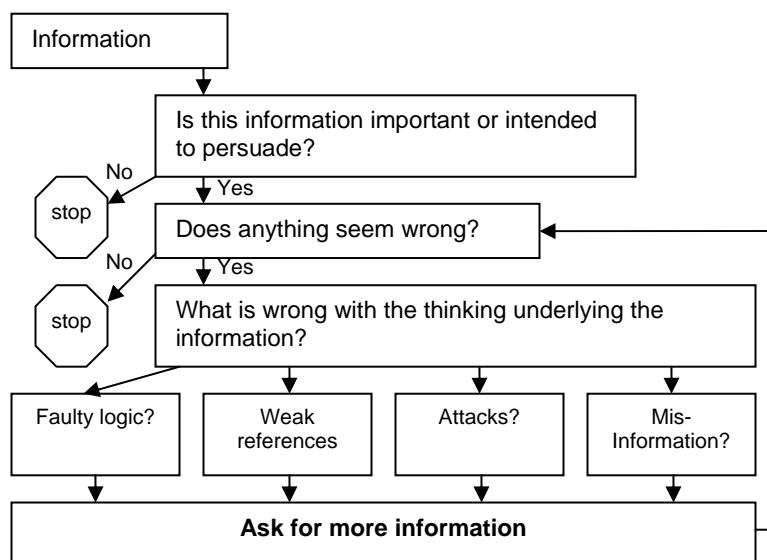 Information
Is this information important or intended
to persuade?
No
stop
Yes
Does anything seem wrong?
No
stop
Yes
What is wrong with the thinking underlying the
information?
Faulty logic?
Weak
references
Attacks?
Mis-
Information?
Ask for more information